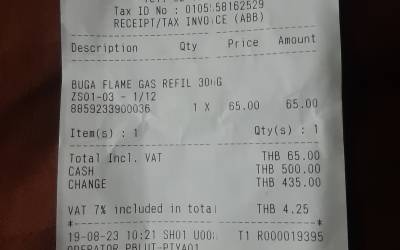 Tax ID No : 0105558162529
RECEIPT/TAX INVOICE (ABB)
Description Qty Price Amount
BUGA FLAME GAS REFIL 300G
ZS01-03 - 1/12
8859233900036 1 X 65.00 65.00
Item(s) : 1 Qty(s) : 1
Total Incl. VAT THB 65.00
CASH THB 500.00
CHANGE THB 435.00
VAT 7% included in total THB 4.25
19-08-23 10:21 SH01 T1 R000019395